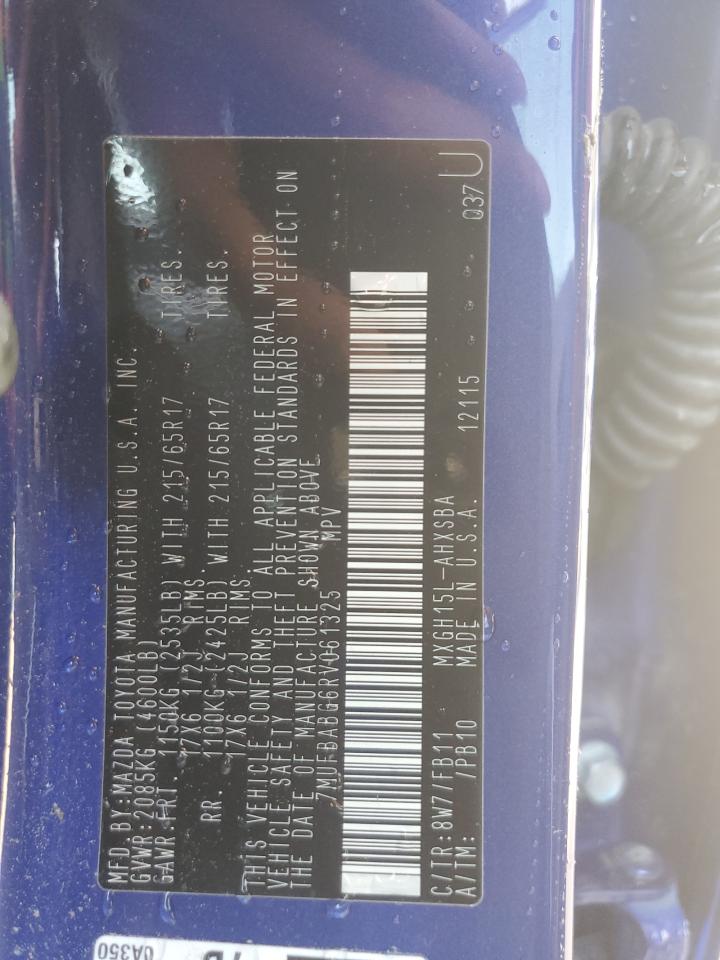 MFD. BY:MAZDA TOYOTA MANUFACTURING U.S.A. INC.
GVWR:2085KG (4600LB)
GAWR:FRT. 1150KG (2535LB) WITH 215/65R17 TIRES.
17X6 1/2J RIMS.
RR. 1100KG (2425LB) WITH 215/65R17 TIRES.
17X6 1/2J RIMS.
THIS VEHICLE CONFORMS TO ALL APPLICABLE FEDERAL MOTOR
VEHICLE SAFETY AND THEFT PREVENTION STANDARDS IN EFFECT ON
THE DATE OF MANUFACTURE SHOWN ABOVE.
7MUFBABG6RV061325 MPV
C/TR:8W7/FB11 MXGH15L-AHXSBA
A/TM: /PB10 MADE IN U.S.A. 12115 037 U
0A350